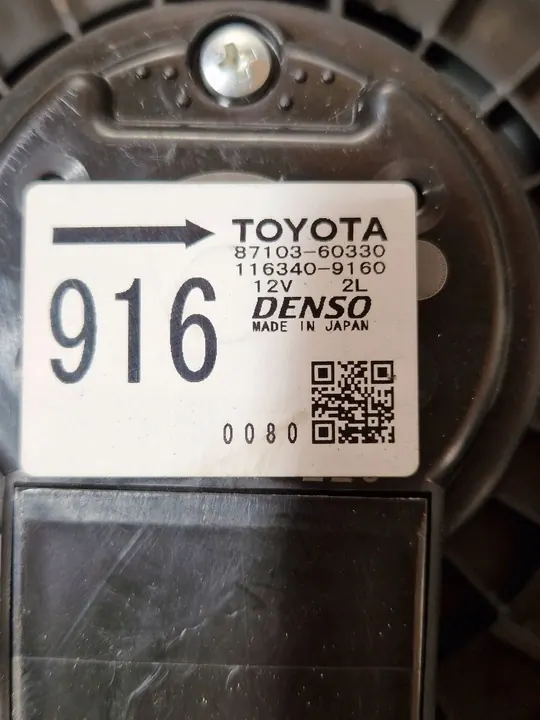 TOYOTA
87103-60330
116340-9160
12V 2L
DENSO
MADE IN JAPAN
916
0080